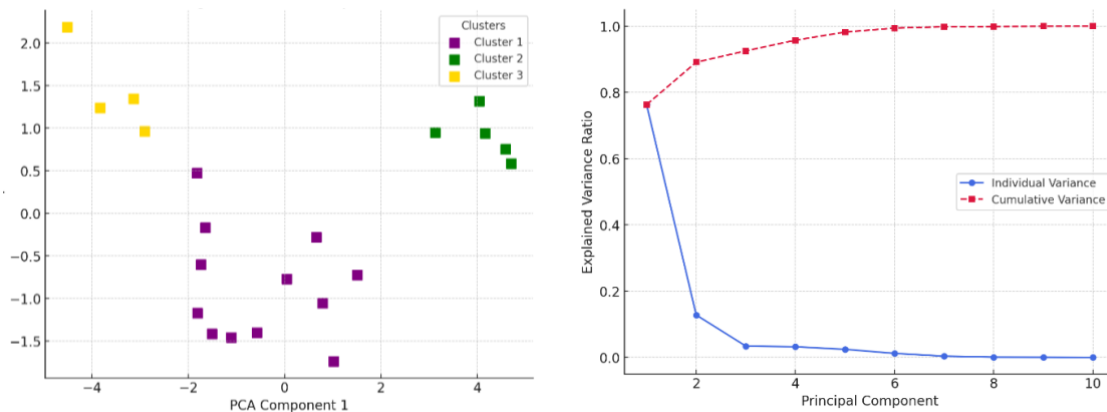 Clusters
Cluster 1
Cluster 2
Cluster 3
2.0
1.5
1.0
0.5
0.0
−0.5
−1.0
−1.5
−4
−2
0
2
4
PCA Component 1
1.0
0.8
0.6
0.4
0.2
0.0
Explained Variance Ratio
Individual Variance
Cumulative Variance
2
4
6
8
10
Principal Component